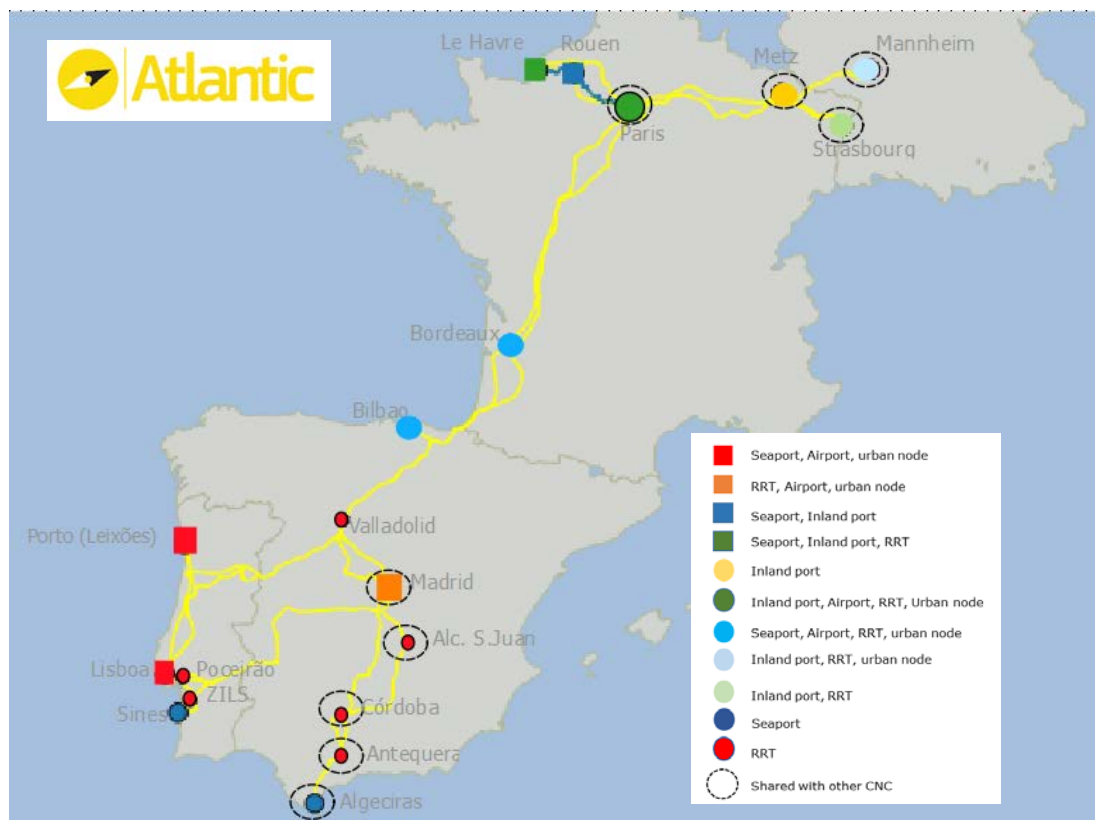 Atlantic
Le Havre
Rouen
Metz
Mannheim
Paris
Strasbourg
Bordeaux
Bilbao
Valladolid
Porto (Leixões)
Madrid
Alc. S.Juan
Lisboa
Poceirão
ZILS
Sines
Córdoba
Antequera
Algeciras
Seaport, Airport, urban node
RRT, Airport, urban node
Seaport, Inland port
Seaport, Inland port, RRT
Inland port
Inland port, Airport, RRT, Urban node
Seaport, Airport, RRT, urban node
Inland port, RRT, urban node
Inland port, RRT
Seaport
RRT
Shared with other CNC